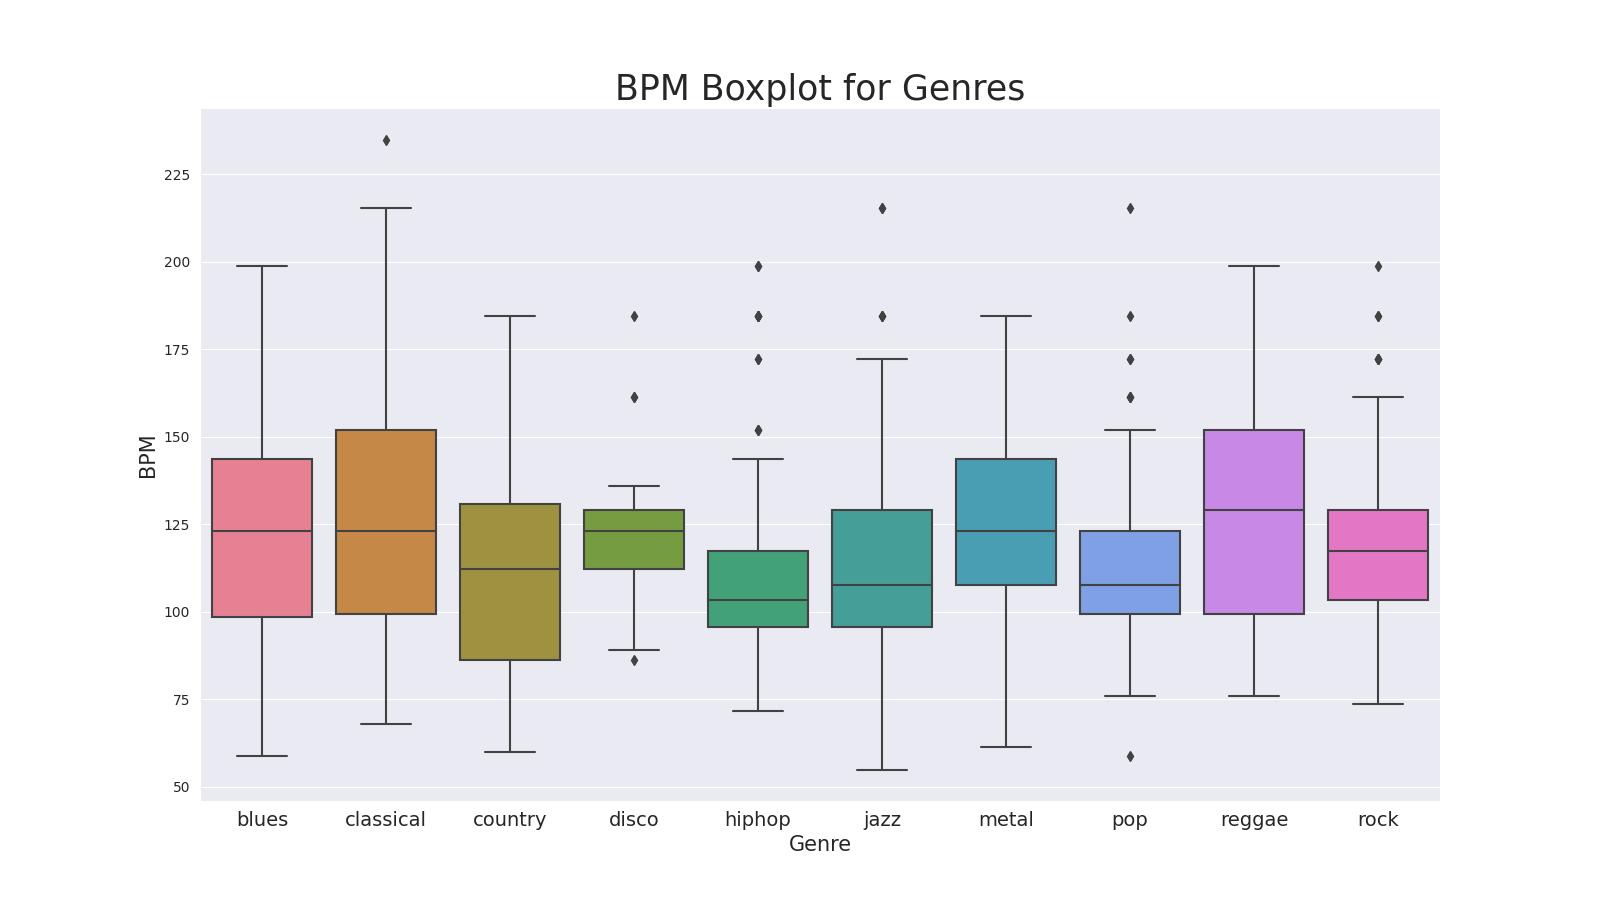 BPM Boxplot for Genres
225
200
175
150
125
100
75
50
BPM
blues classical country disco hiphop jazz metal pop reggae rock
Genre